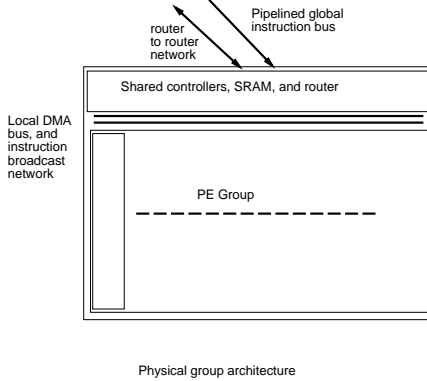 Pipelined global
instruction bus
router
to router
network
Shared controllers, SRAM, and router
Local DMA
bus, and
instruction
broadcast
network
PE Group
Physical group architecture